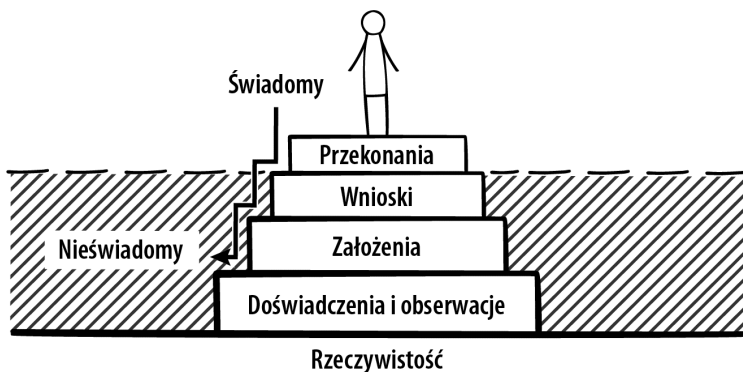 Świadomy
Przekonania
Wnioski
Nieświadomy
Założenia
Doświadczenia i obserwacje
Rzeczywistość